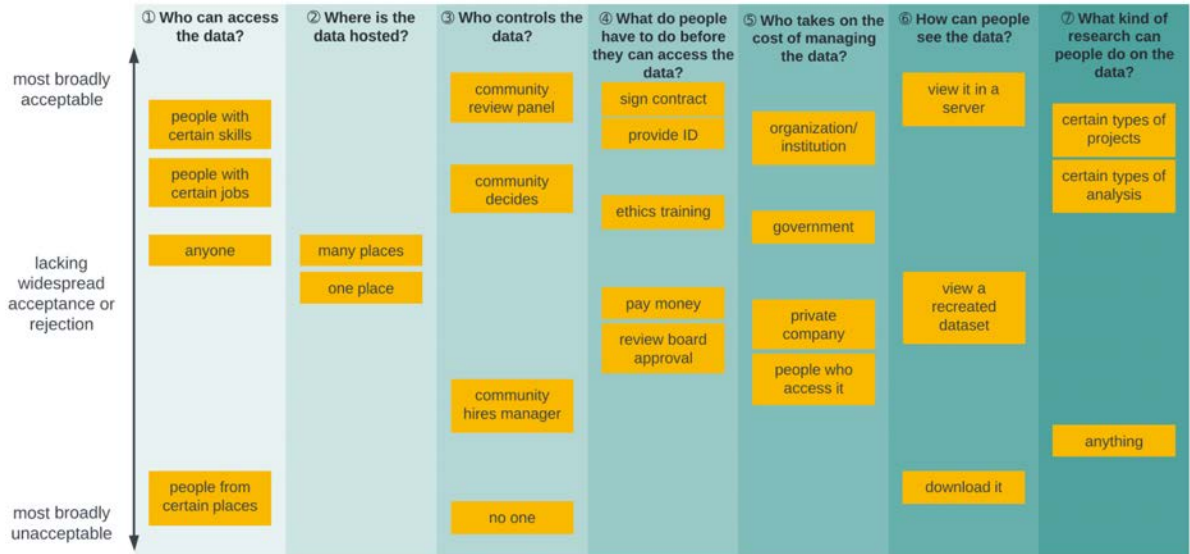 ① Who can access
the data?
② Where is the
data hosted?
③ Who controls the
data?
④ What do people
have to do before
they can access the
data?
⑤ Who takes on the
cost of managing
the data?
⑥ How can people
see the data?
⑦ What kind of
research can
people do on the
data?
most broadly
acceptable
lacking
widespread
acceptance or
rejection
most broadly
unacceptable
people with
certain skills
people with
certain jobs
anyone
people from
certain places
many places
one place
community
review panel
community
decides
community
hires manager
no one
sign contract
provide ID
ethics training
pay money
review board
approval
organization/
institution
government
private
company
people who
access it
view it in a
server
view a
recreated
dataset
download it
certain types of
projects
certain types of
analysis
anything